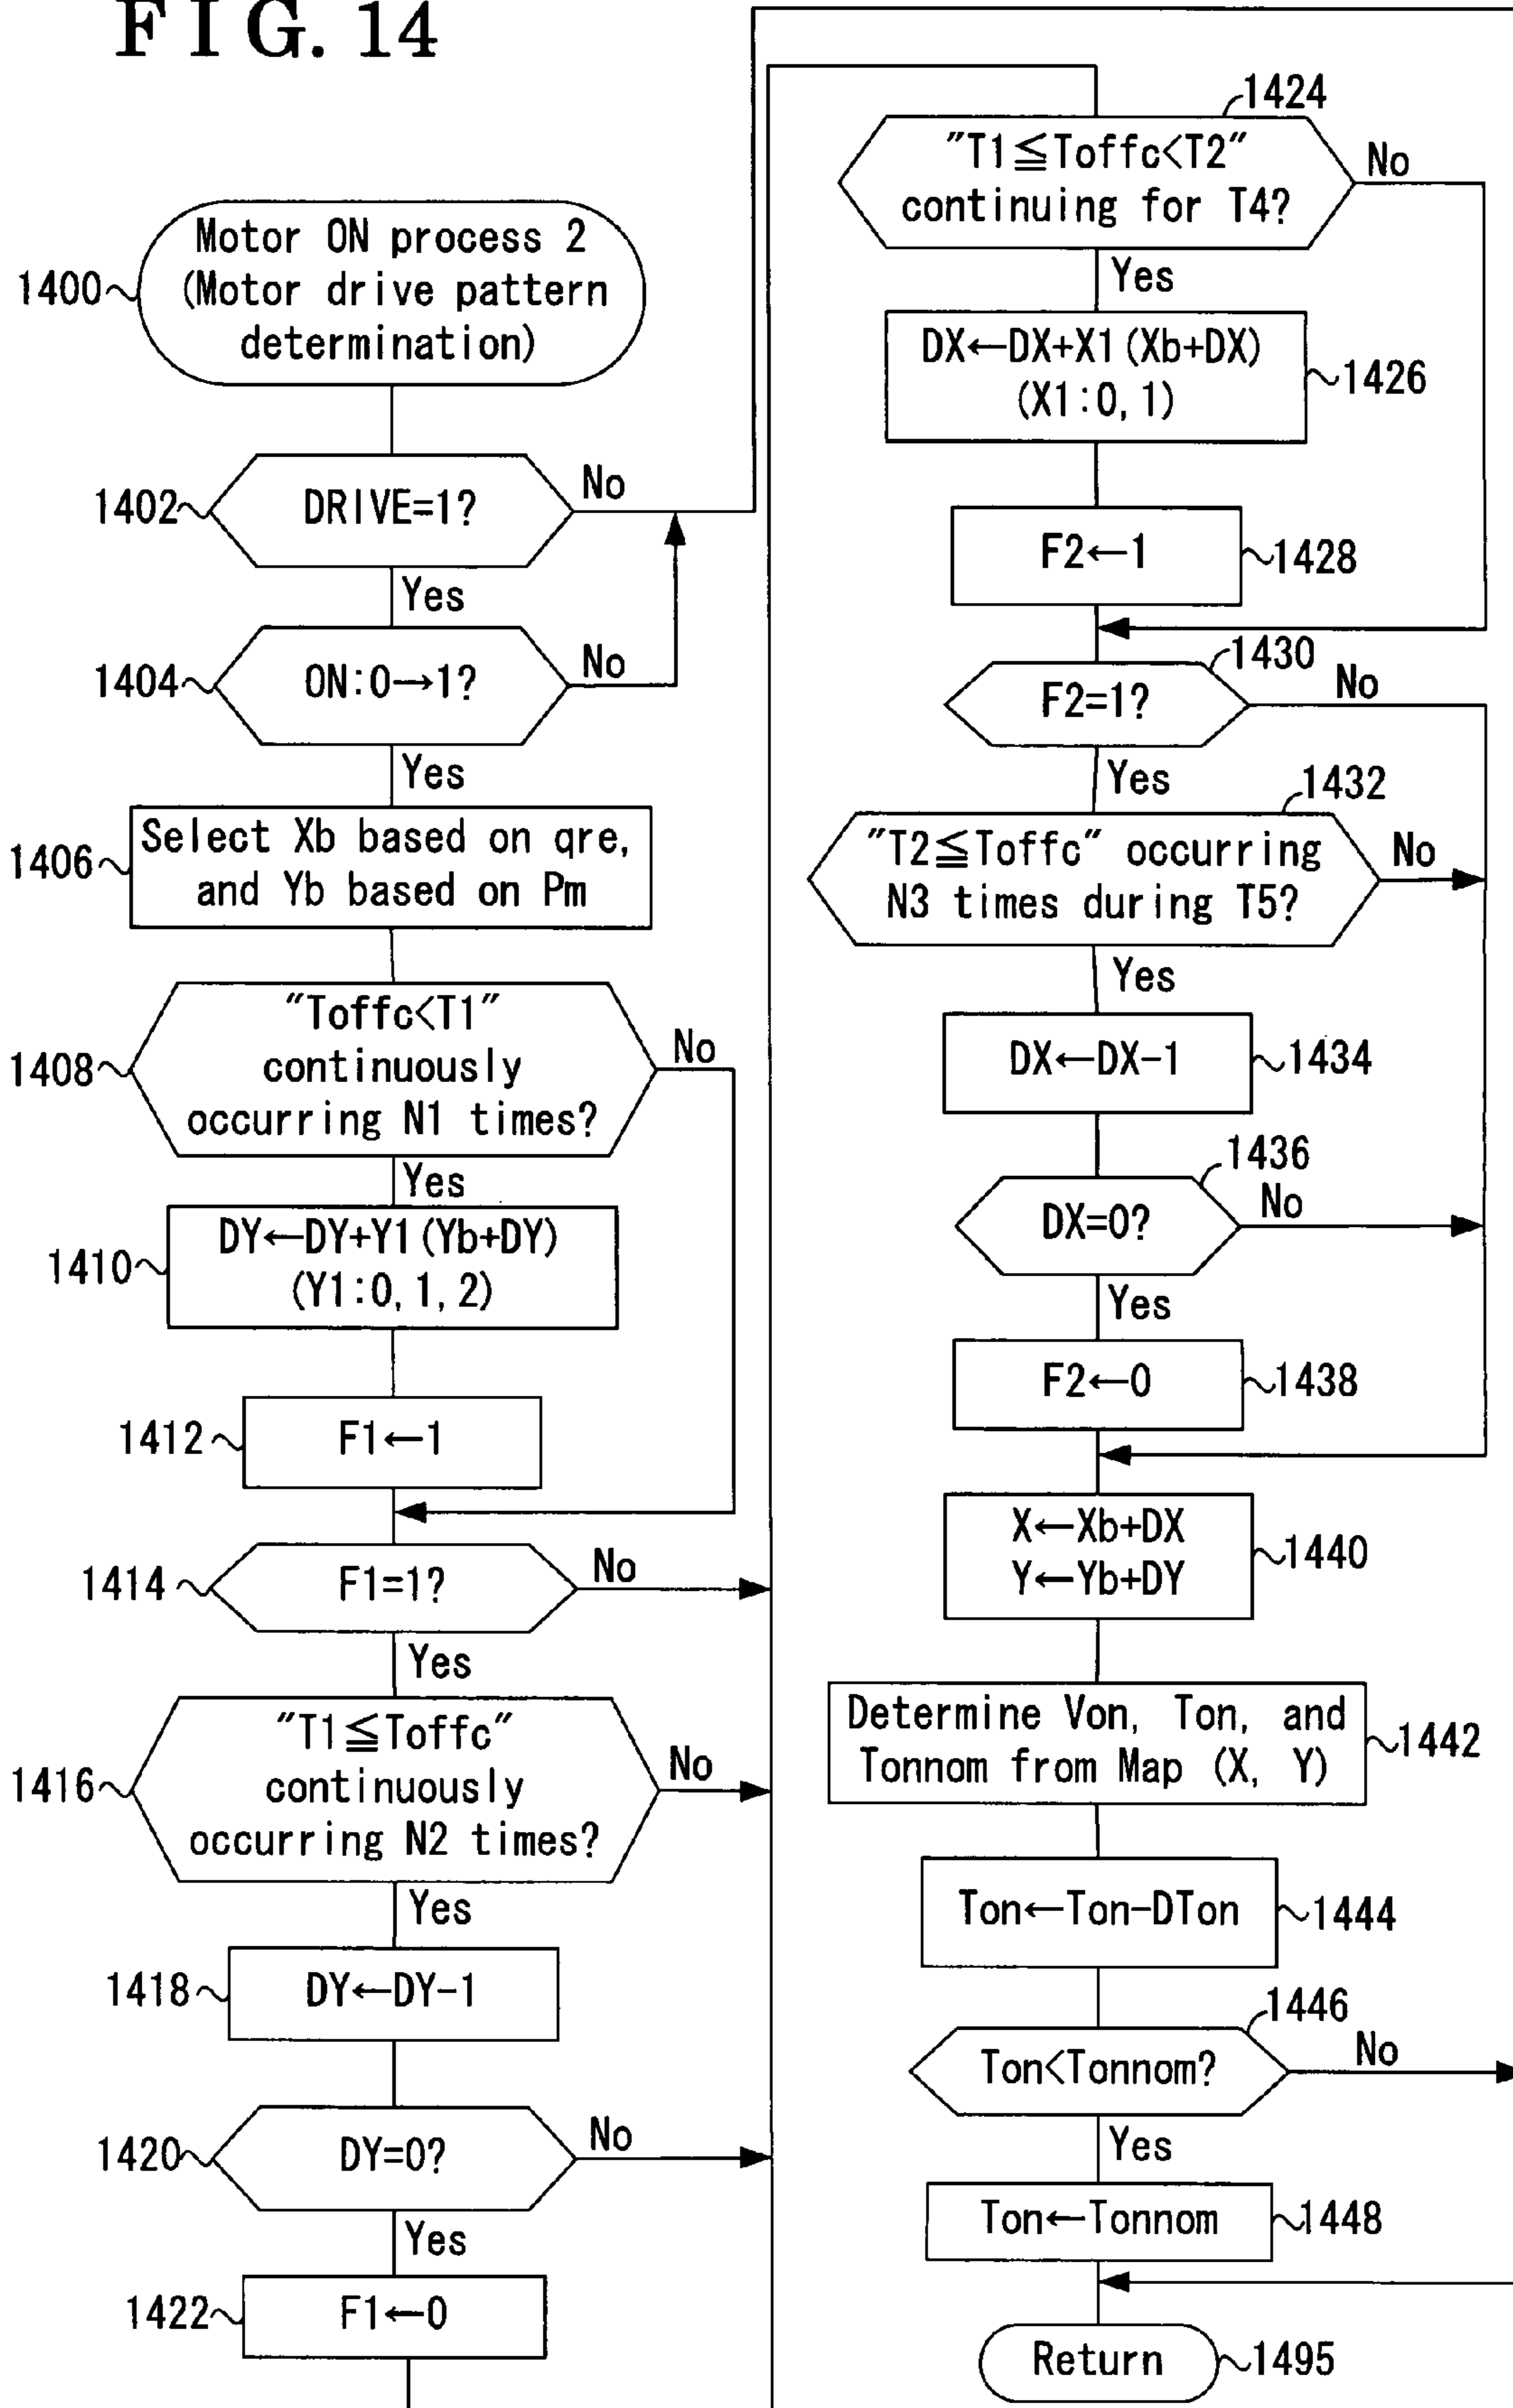 FIG. 14
1400
Motor ON process 2
(Motor drive pattern
determination)
1402
DRIVE=1?
No
Yes
1404
ON:0→1?
No
Yes
1406
Select Xb based on qre,
and Yb based on Pm
1408
"Toffc<T1"
continuously
occurring N1 times?
No
Yes
1410
DY←DY+Y1(Yb+DY)
(Y1:0,1,2)
1412
F1←1
1414
F1=1?
No
Yes
1416
"T1≦Toffc"
continuously
occurring N2 times?
No
Yes
1418
DY←DY-1
1420
DY=0?
No
Yes
1422
F1←0
1424
"T1≦Toffc<T2"
continuing for T4?
No
Yes
DX←DX+X1(Xb+DX)
(X1:0,1)
1426
F2←1
1428
1430
F2=1?
No
Yes
1432
"T2≦Toffc" occurring
N3 times during T5?
No
Yes
DX←DX-1
1434
1436
DX=0?
No
Yes
F2←0
1438
X←Xb+DX
Y←Yb+DY
1440
Determine Von, Ton, and
Tonnom from Map (X, Y)
1442
Ton←Ton-DTon
1444
1446
Ton<Tonnom?
No
Yes
Ton←Tonnom
1448
Return
1495